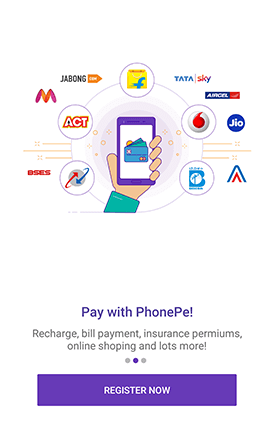 JABONG
TATA sky
AIRCEL
ACT
Jio
BSES
Pay with PhonePe!
Recharge, bill payment, insurance permiums,
online shoping and lots more!
REGISTER NOW